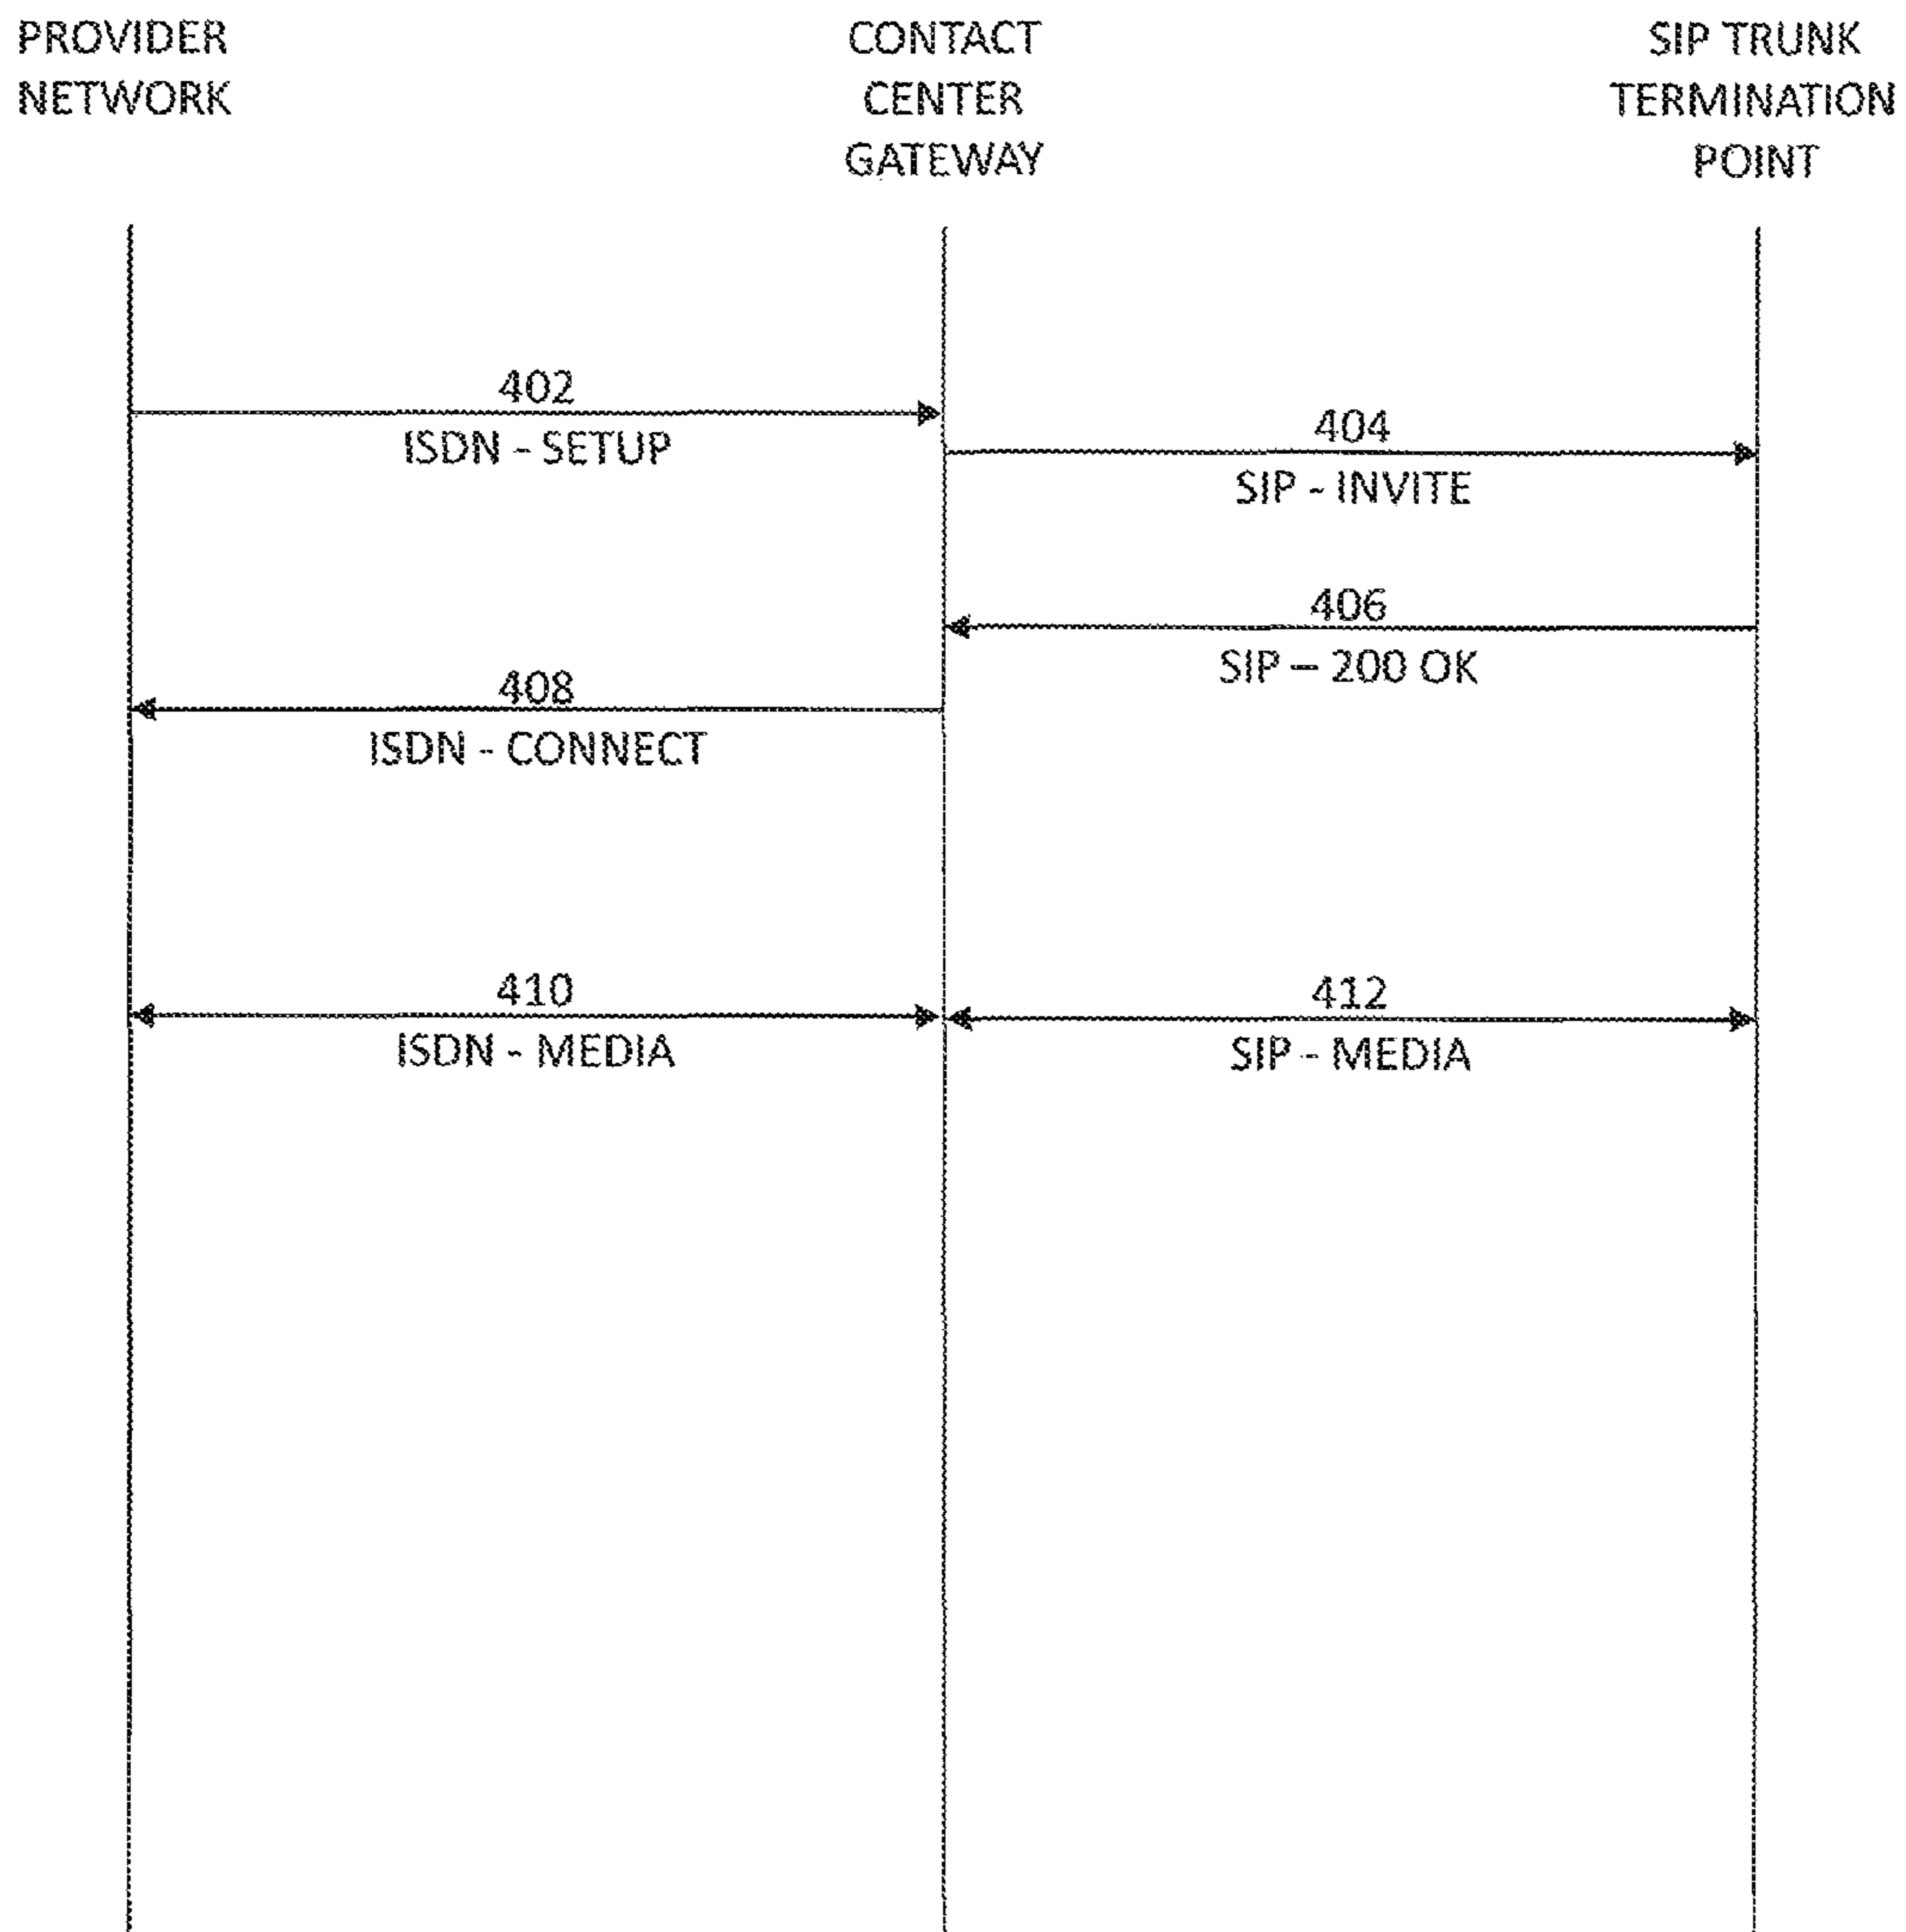 PROVIDER
NETWORK
CONTACT
CENTER
GATEWAY
SIP TRUNK
TERMINATION
POINT
402
ISDN - SETUP
404
SIP - INVITE
406
SIP – 200 OK
408
ISDN - CONNECT
410
ISDN - MEDIA
412
SIP - MEDIA